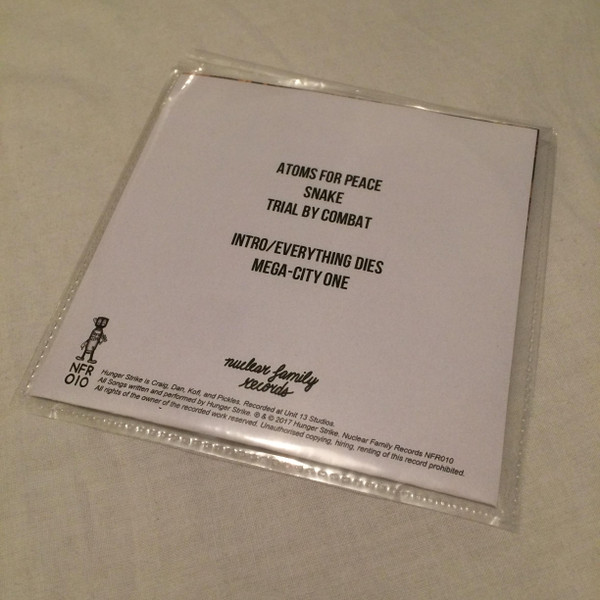 ATOMS FOR PEACE
SNAKE
TRIAL BY COMBAT
INTRO/EVERYTHING DIES
MEGA-CITY ONE
nuclear family
records
NFR
010
Hunger Strike is Craig, Dan, Kofi, and Pickles. Recorded at Unit 13 Studios.
All Songs written and performed by Hunger Strike. ℗ & © 2017 Hunger Strike. Nuclear Family Records NFR010
All rights of the owner of the recorded work reserved. Unauthorised copying, hiring, renting of this record prohibited.